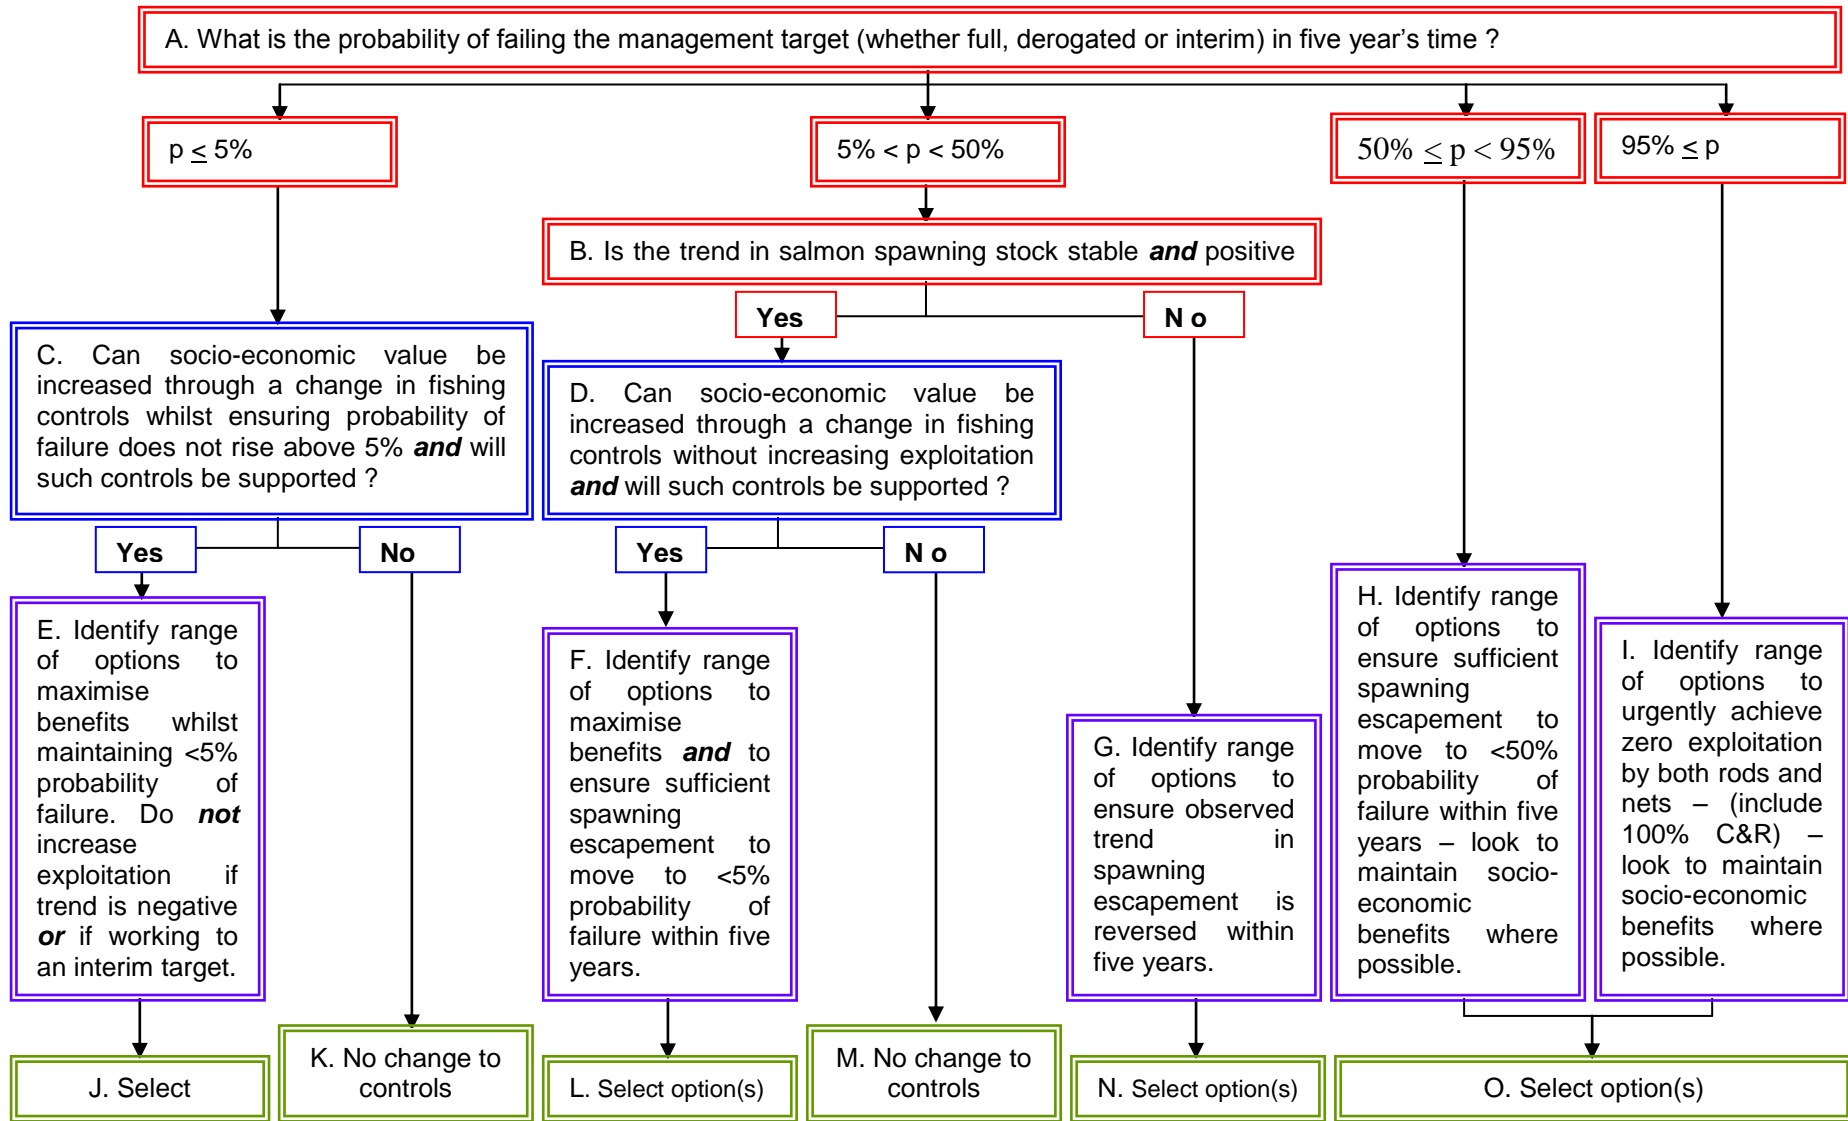 A. What is the probability of failing the management target (whether full, derogated or interim) in five year's time ?
p ≤ 5%
5% < p < 50%
50% ≤ p < 95%
95% ≤ p
B. Is the trend in salmon spawning stock stable and positive
Yes
N o
C. Can socio-economic value be
increased through a change in fishing
controls whilst ensuring probability of
failure does not rise above 5% and will
such controls be supported ?
D. Can socio-economic value be
increased through a change in fishing
controls without increasing exploitation
and will such controls be supported ?
Yes
No
Yes
N o
E. Identify range
of options to
maximise
benefits whilst
maintaining <5%
probability of
failure. Do not
increase
exploitation if
trend is negative
or if working to
an interim target.
F. Identify range
of options to
maximise
benefits and to
ensure sufficient
spawning
escapement to
move to <5%
probability of
failure within five
years.
G. Identify range
of options to
ensure observed
trend in
spawning
escapement is
reversed within
five years.
H. Identify range
of options to
ensure sufficient
spawning
escapement to
move to <50%
probability of
failure within five
years – look to
maintain socio-
economic
benefits where
possible.
I. Identify range
of options to
urgently achieve
zero exploitation
by both rods and
nets – (include
100% C&R) –
look to maintain
socio-economic
benefits where
possible.
J. Select
K. No change to
controls
L. Select option(s)
M. No change to
controls
N. Select option(s)
O. Select option(s)